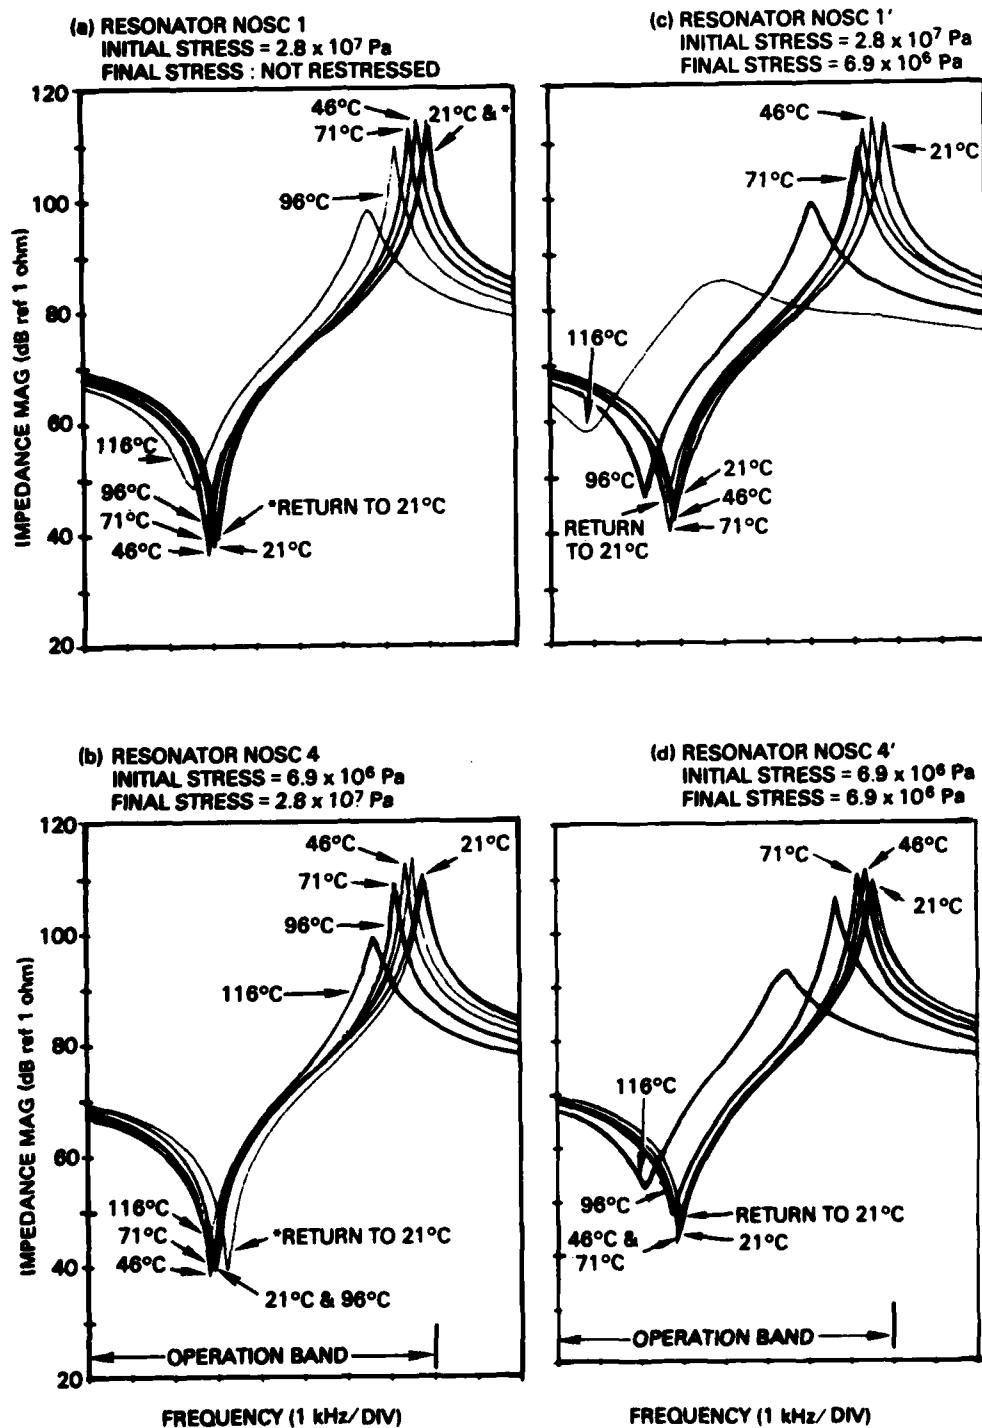 (a) RESONATOR NOSC 1
INITIAL STRESS = 2.8 x 10⁷ Pa
FINAL STRESS : NOT RESTRESSED
120
100
80
60
40
20
IMPEDANCE MAG (dB ref 1 ohm)
46°C
71°C
21°C & *
96°C
116°C
96°C
71°C
46°C
*RETURN TO 21°C
21°C
(c) RESONATOR NOSC 1'
INITIAL STRESS = 2.8 x 10⁷ Pa
FINAL STRESS = 6.9 x 10⁶ Pa
46°C
21°C
71°C
116°C
96°C
RETURN
TO 21°C
21°C
46°C
71°C
(b) RESONATOR NOSC 4
INITIAL STRESS = 6.9 x 10⁶ Pa
FINAL STRESS = 2.8 x 10⁷ Pa
120
100
80
60
40
20
IMPEDANCE MAG (dB ref 1 ohm)
46°C
21°C
71°C
96°C
116°C
116°C
71°C
46°C
*RETURN TO 21°C
21°C & 96°C
OPERATION BAND
FREQUENCY (1 kHz/ DIV)
(d) RESONATOR NOSC 4'
INITIAL STRESS = 6.9 x 10⁶ Pa
FINAL STRESS = 6.9 x 10⁶ Pa
71°C
46°C
21°C
116°C
96°C
46°C &
71°C
RETURN TO 21°C
21°C
OPERATION BAND
FREQUENCY (1 kHz/ DIV)